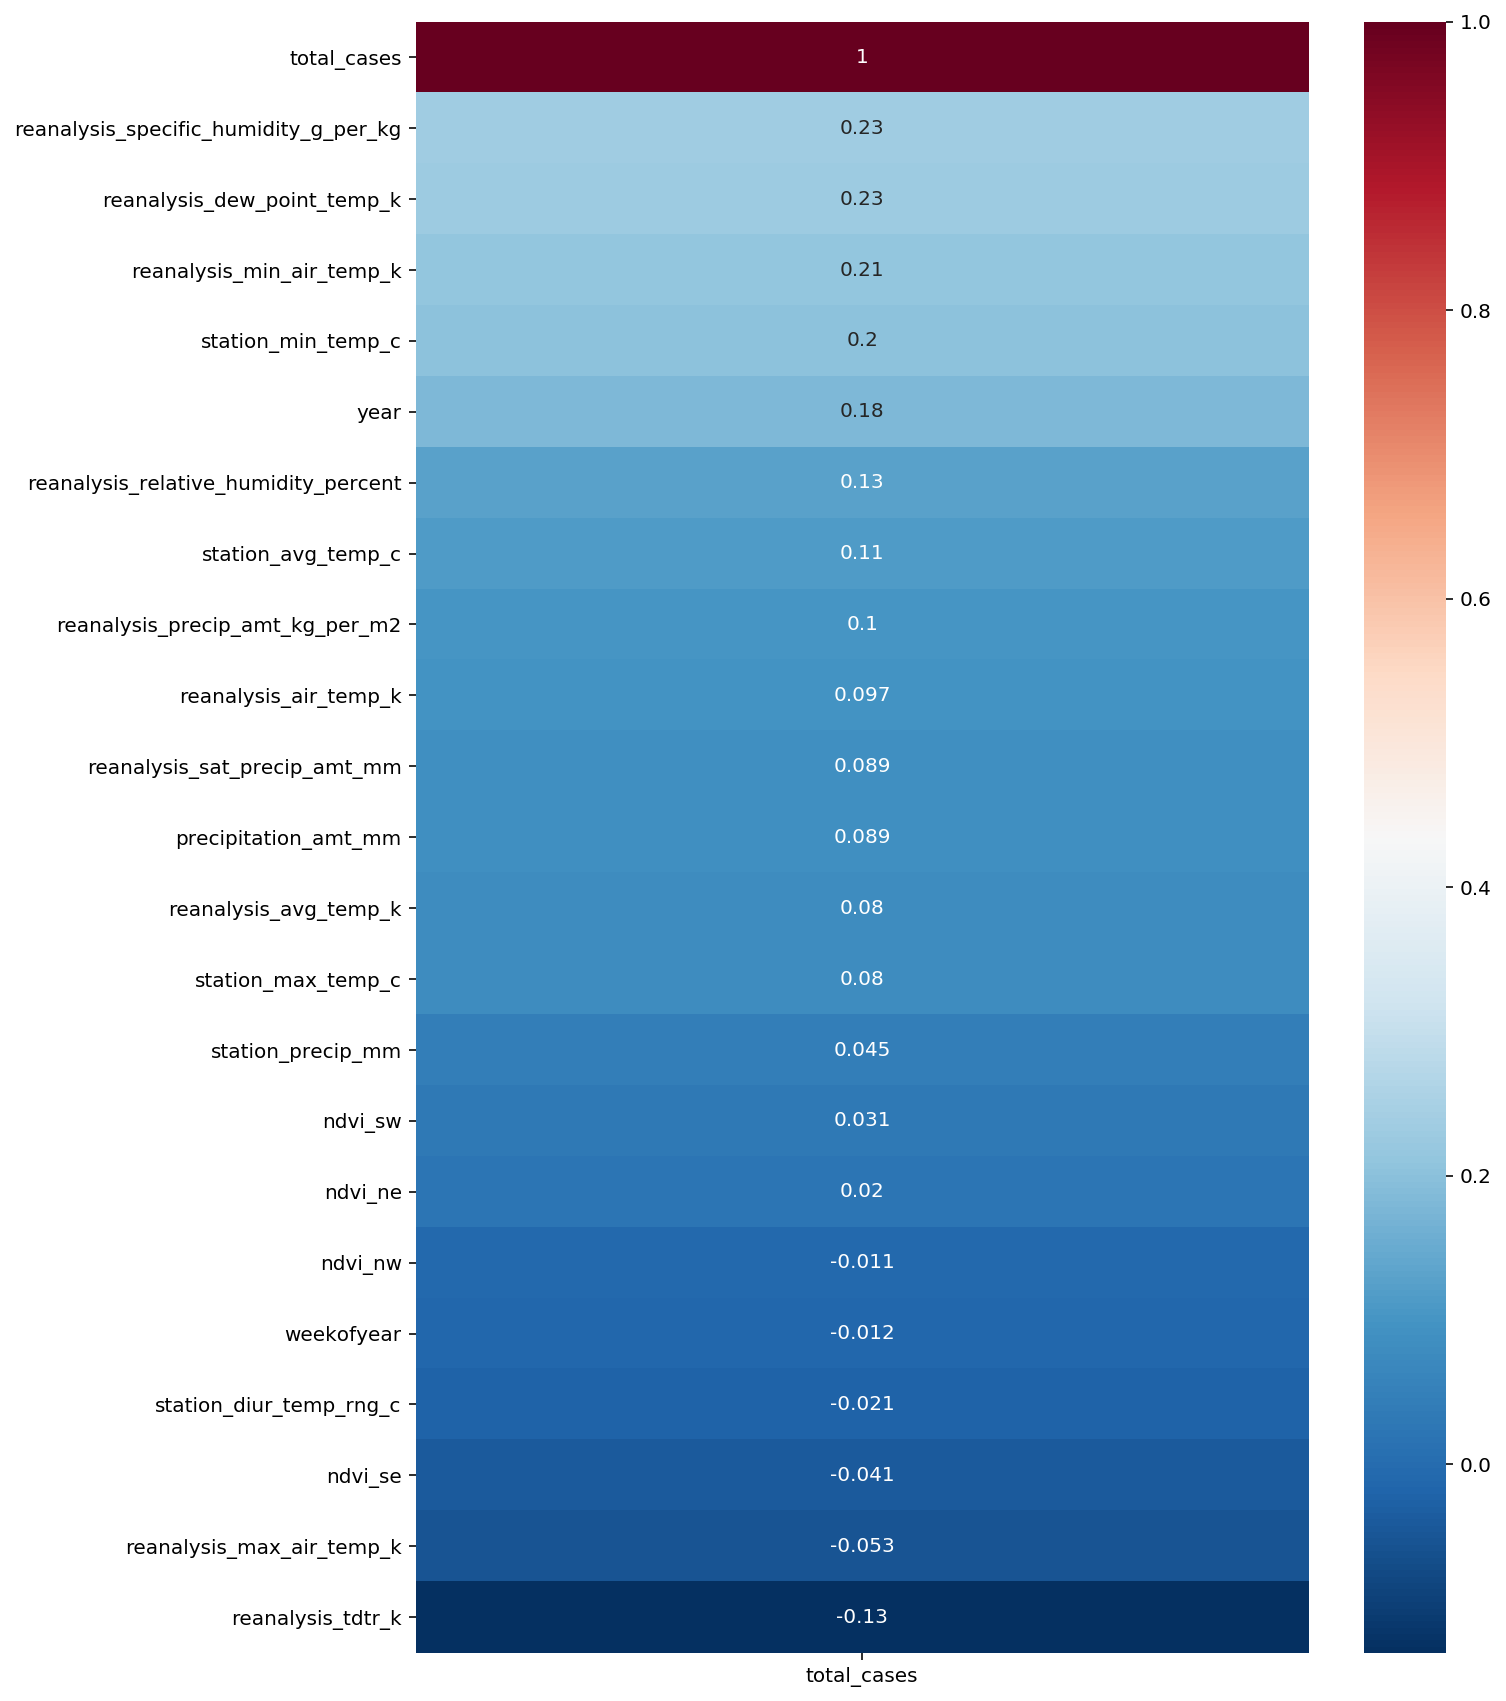 total_cases 1
reanalysis_specific_humidity_g_per_kg 0.23
reanalysis_dew_point_temp_k 0.23
reanalysis_min_air_temp_k 0.21
station_min_temp_c 0.2
year 0.18
reanalysis_relative_humidity_percent 0.13
station_avg_temp_c 0.11
reanalysis_precip_amt_kg_per_m2 0.1
reanalysis_air_temp_k 0.097
reanalysis_sat_precip_amt_mm 0.089
precipitation_amt_mm 0.089
reanalysis_avg_temp_k 0.08
station_max_temp_c 0.08
station_precip_mm 0.045
ndvi_sw 0.031
ndvi_ne 0.02
ndvi_nw -0.011
weekofyear -0.012
station_diur_temp_rng_c -0.021
ndvi_se -0.041
reanalysis_max_air_temp_k -0.053
reanalysis_tdtr_k -0.13
total_cases
1.0
0.8
0.6
0.4
0.2
0.0